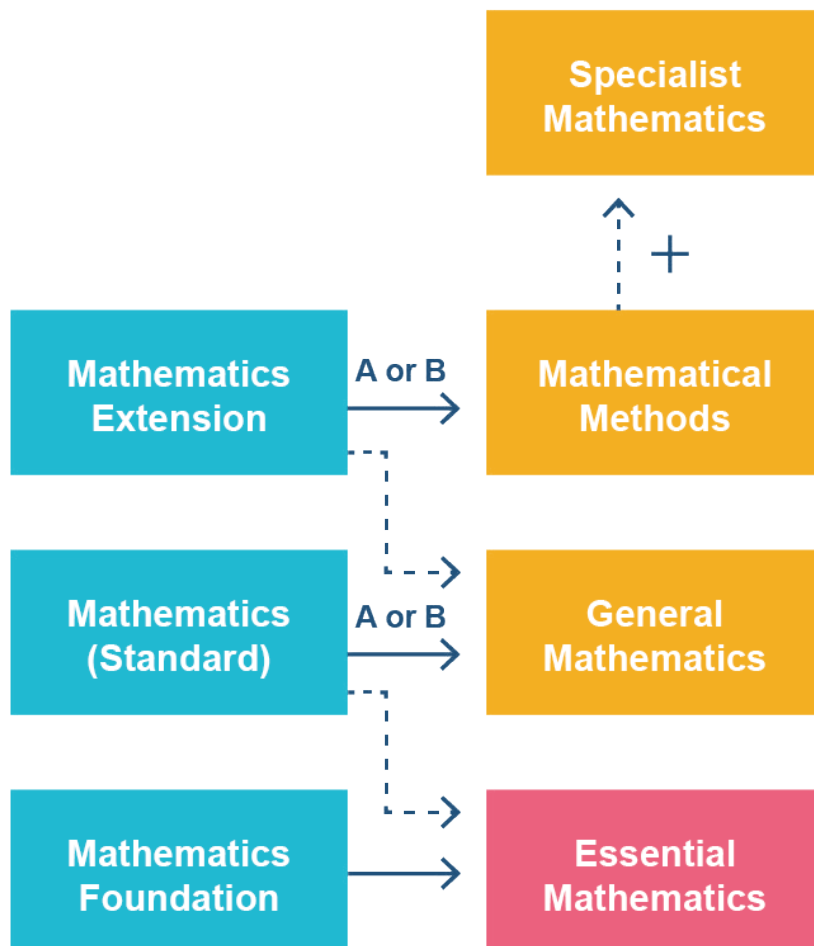 Specialist
Mathematics
+
Mathematics
Extension
A or B
Mathematical
Methods
Mathematics
(Standard)
A or B
General
Mathematics
Mathematics
Foundation
Essential
Mathematics